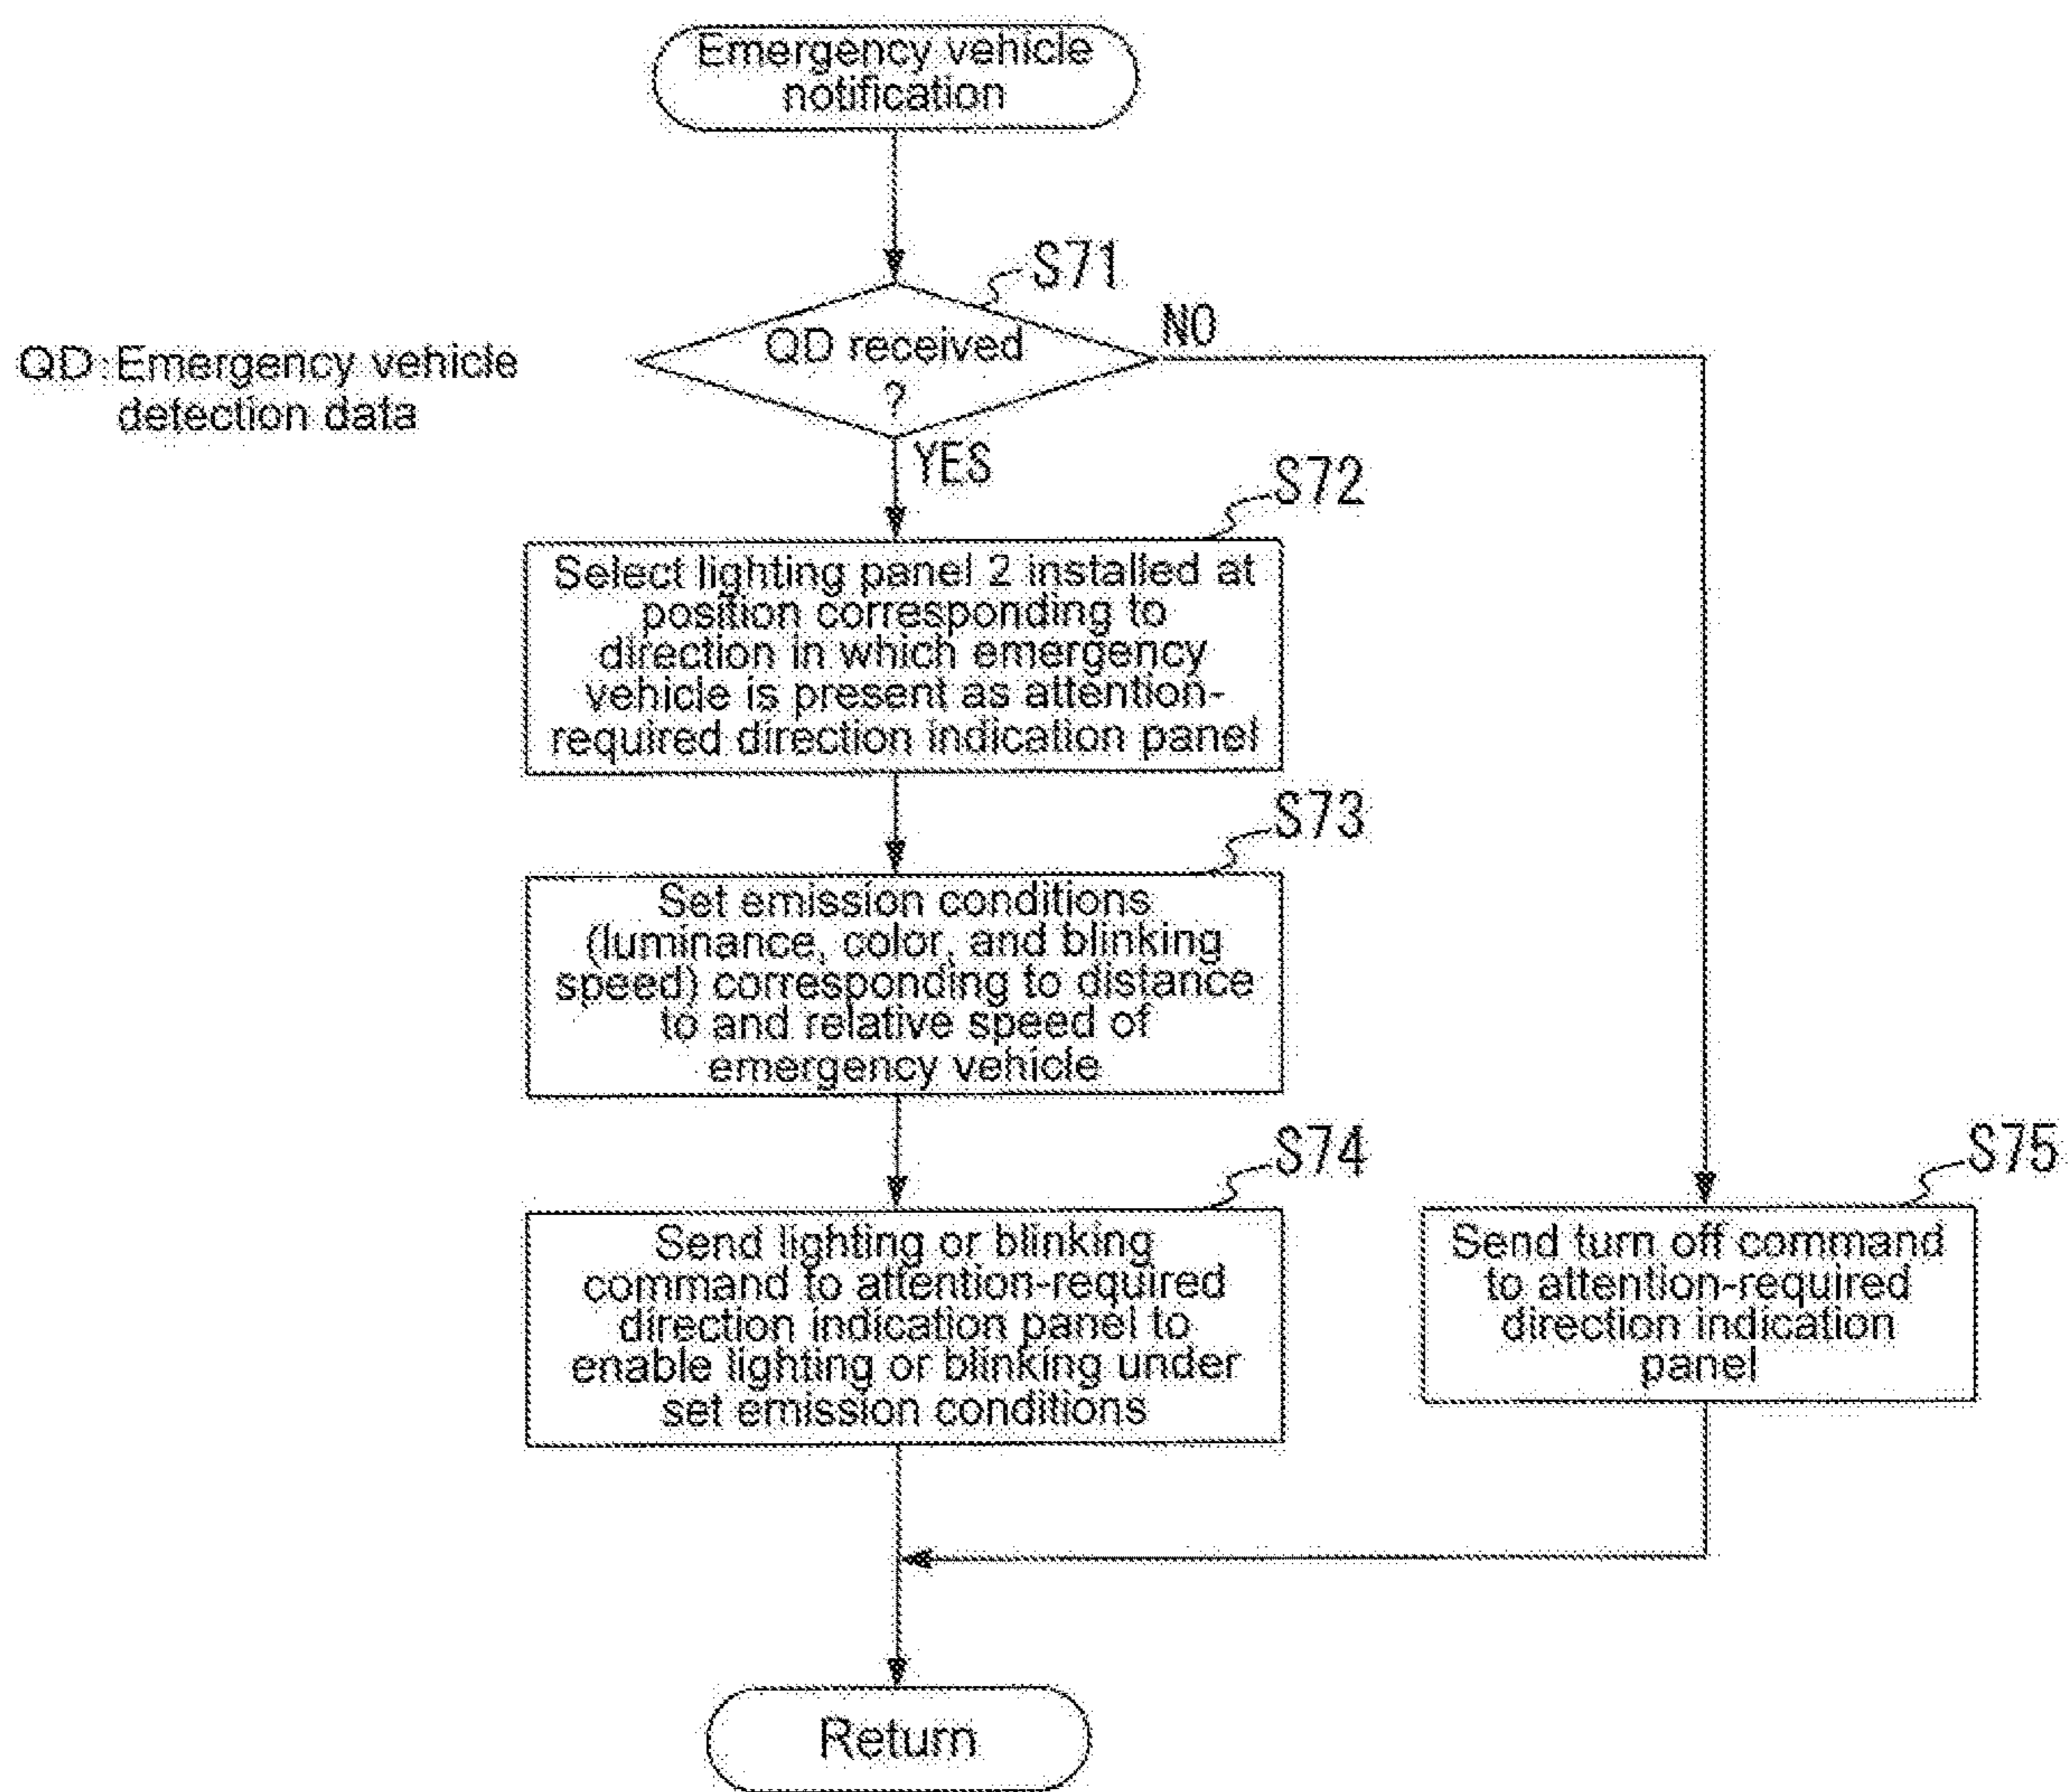 Emergency vehicle
notification
S71
QD received
?
NO
QD:Emergency vehicle
detection data
YES
S72
Select lighting panel 2 installed at
position corresponding to
direction in which emergency
vehicle is present as attention-
required direction indication panel
S73
Set emission conditions
(luminance, color, and blinking
speed) corresponding to distance
to and relative speed of
emergency vehicle
S74
Send lighting or blinking
command to attention-required
direction indication panel to
enable lighting or blinking under
set emission conditions
S75
Send turn off command
to attention-required
direction indication
panel
Return